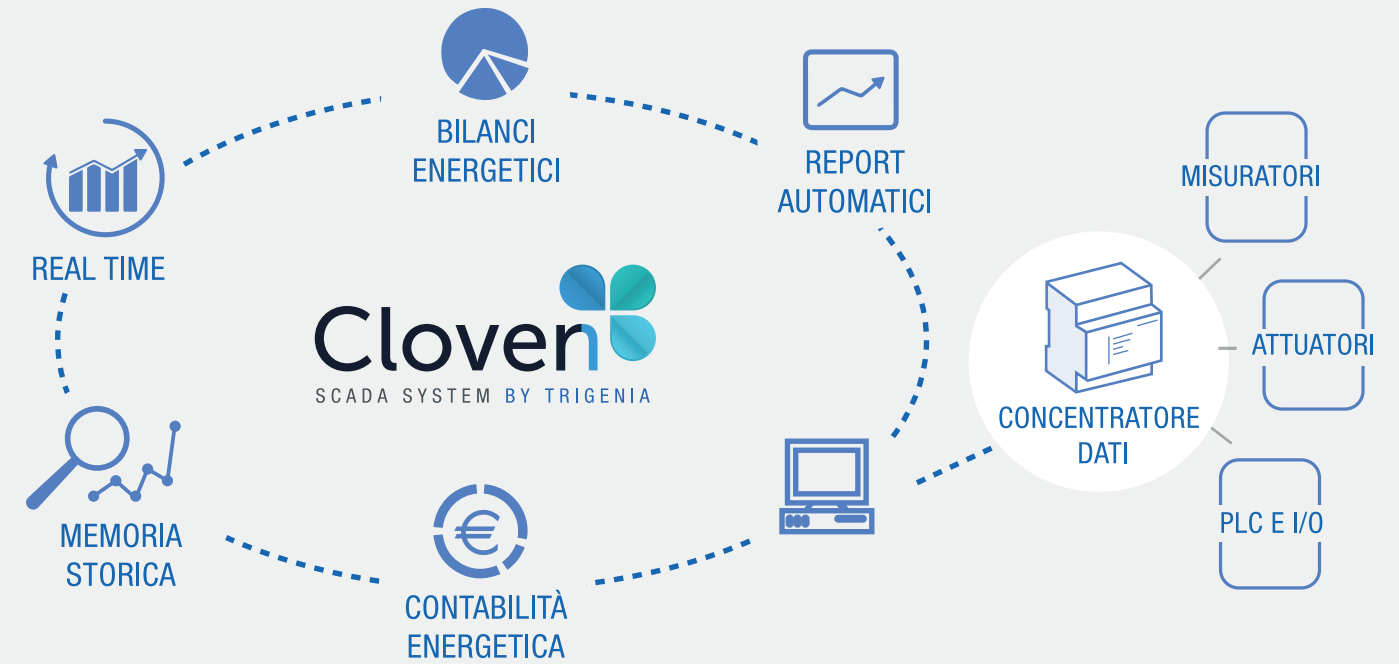 BILANCI
ENERGETICI
REPORT
AUTOMATICI
REAL TIME
Cloven
SCADA SYSTEM BY TRIGENIA
MEMORIA
STORICA
€
CONTABILITÀ
ENERGETICA
CONCENTRATORE
DATI
MISURATORI
ATTUATORI
PLC E I/O